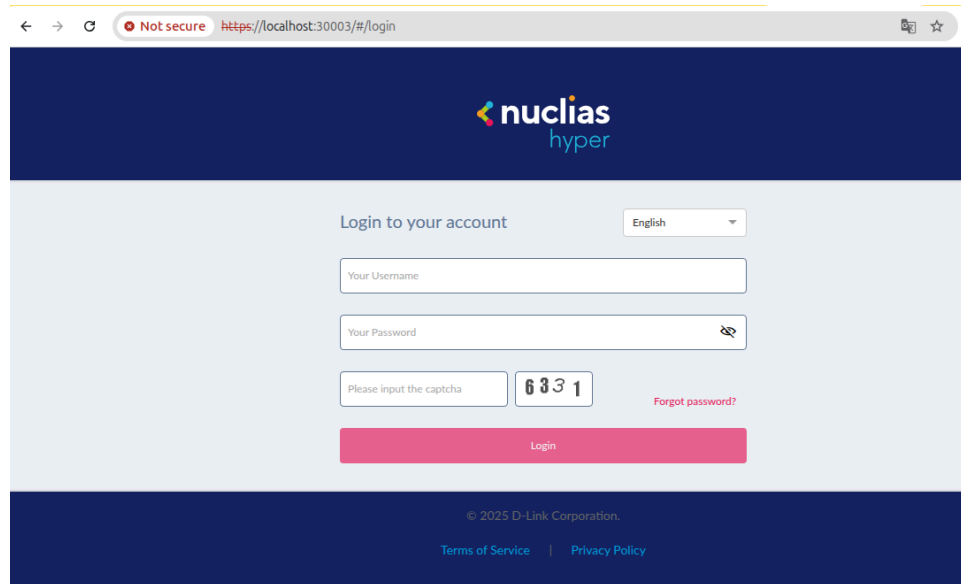 Not secure https://localhost:30003/#/login
nuclias
hyper
Login to your account
English
Your Username
Your Password
Please input the captcha
6331
Forgot password?
Login
© 2025 D-Link Corporation.
Terms of Service | Privacy Policy